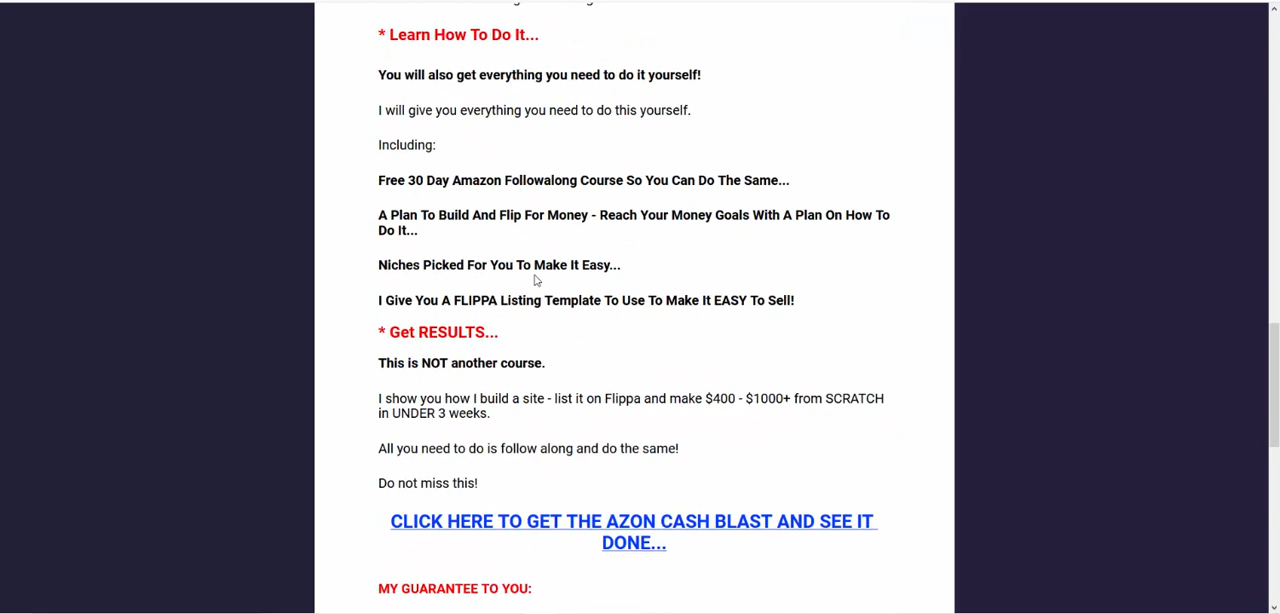 * Learn How To Do It...
You will also get everything you need to do it yourself!
I will give you everything you need to do this yourself.
Including:
Free 30 Day Amazon Followalong Course So You Can Do The Same...
A Plan To Build And Flip For Money - Reach Your Money Goals With A Plan On How To
Do It...
Niches Picked For You To Make It Easy...
I Give You A FLIPPA Listing Template To Use To Make It EASY To Sell!
* Get RESULTS...
This is NOT another course.
I show you how I build a site - list it on Flippa and make $400 - $1000+ from SCRATCH
in UNDER 3 weeks.
All you need to do is follow along and do the same!
Do not miss this!
CLICK HERE TO GET THE AZON CASH BLAST AND SEE IT
DONE...
MY GUARANTEE TO YOU: